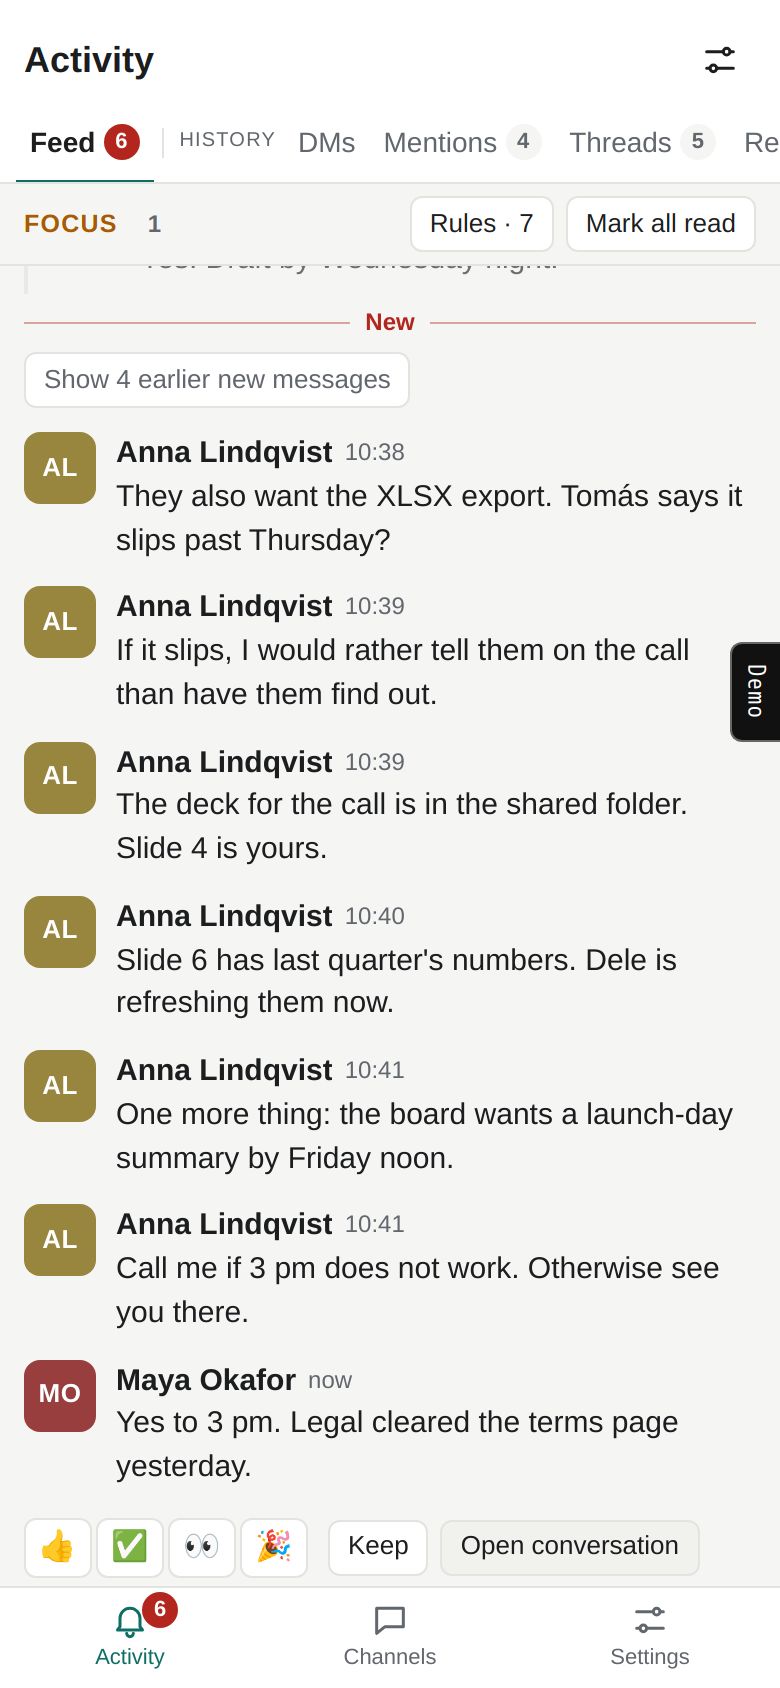 Activity
Feed 6 HISTORY DMs Mentions 4 Threads 5 Re
FOCUS 1 Rules · 7 Mark all read
Yes. Draft by Wednesday night.
New
Show 4 earlier new messages
AL Anna Lindqvist 10:38
They also want the XLSX export. Tomás says it
slips past Thursday?
AL Anna Lindqvist 10:39
If it slips, I would rather tell them on the call
than have them find out.
Demo
AL Anna Lindqvist 10:39
The deck for the call is in the shared folder.
Slide 4 is yours.
AL Anna Lindqvist 10:40
Slide 6 has last quarter's numbers. Dele is
refreshing them now.
AL Anna Lindqvist 10:41
One more thing: the board wants a launch-day
summary by Friday noon.
AL Anna Lindqvist 10:41
Call me if 3 pm does not work. Otherwise see
you there.
MO Maya Okafor now
Yes to 3 pm. Legal cleared the terms page
yesterday.
Keep Open conversation
6
Activity Channels Settings